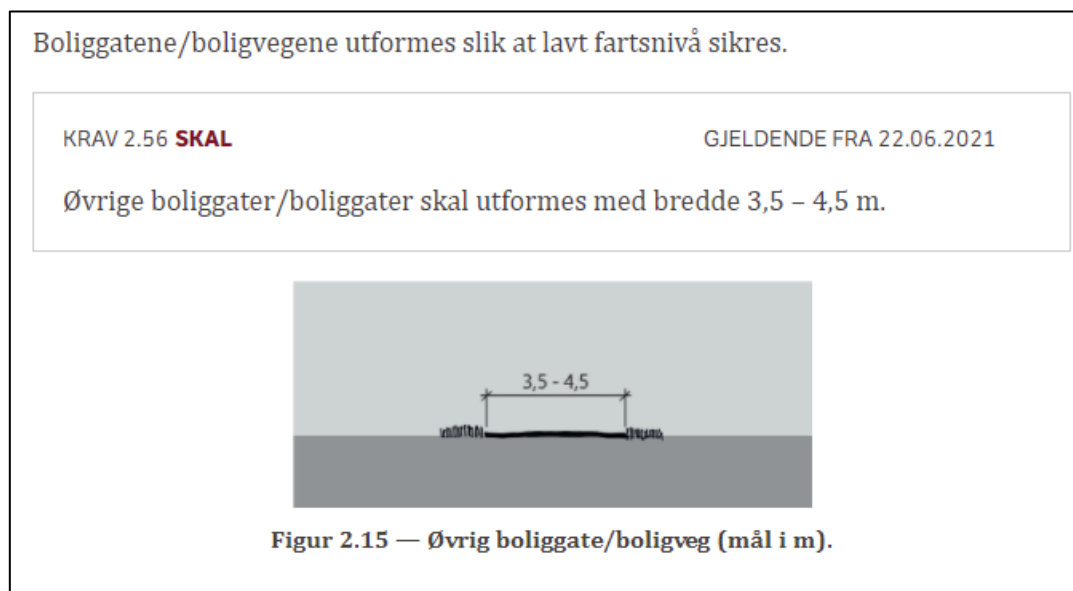 Boliggatene/boligvegene utformes slik at lavt fartsnivå sikres.
KRAV 2.56 SKAL GJELDENDE FRA 22.06.2021
Øvrige boliggater/boliggater skal utformes med bredde 3,5 – 4,5 m.
3,5 - 4,5
Figur 2.15 — Øvrig boliggate/boligveg (mål i m).